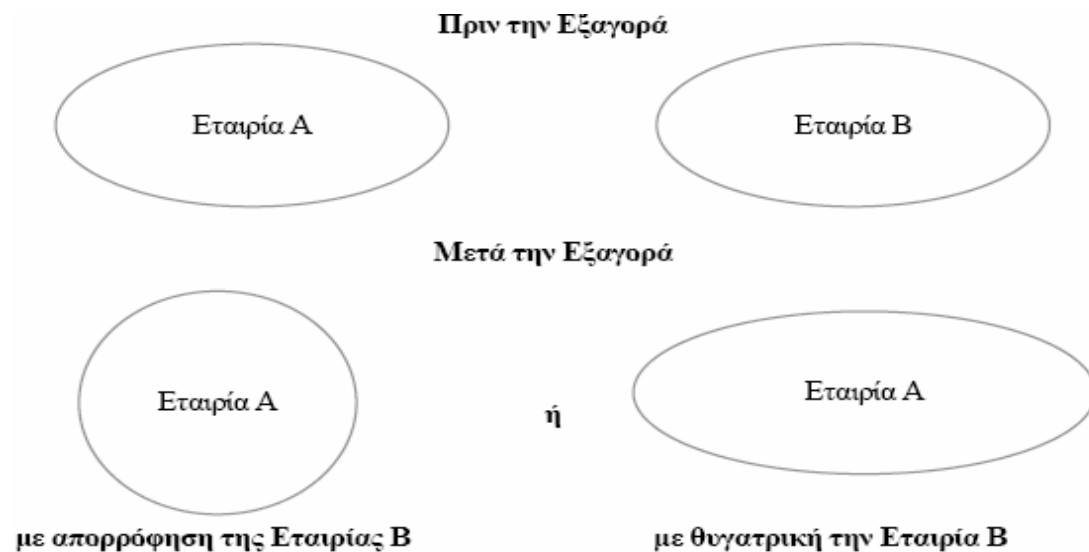 Πριν την Εξαγορά
Εταιρία Α
Εταιρία Β
Μετά την Εξαγορά
Εταιρία Α
ή
Εταιρία Α
με απορρόφηση της Εταιρίας Β
με θυγατρική την Εταιρία Β